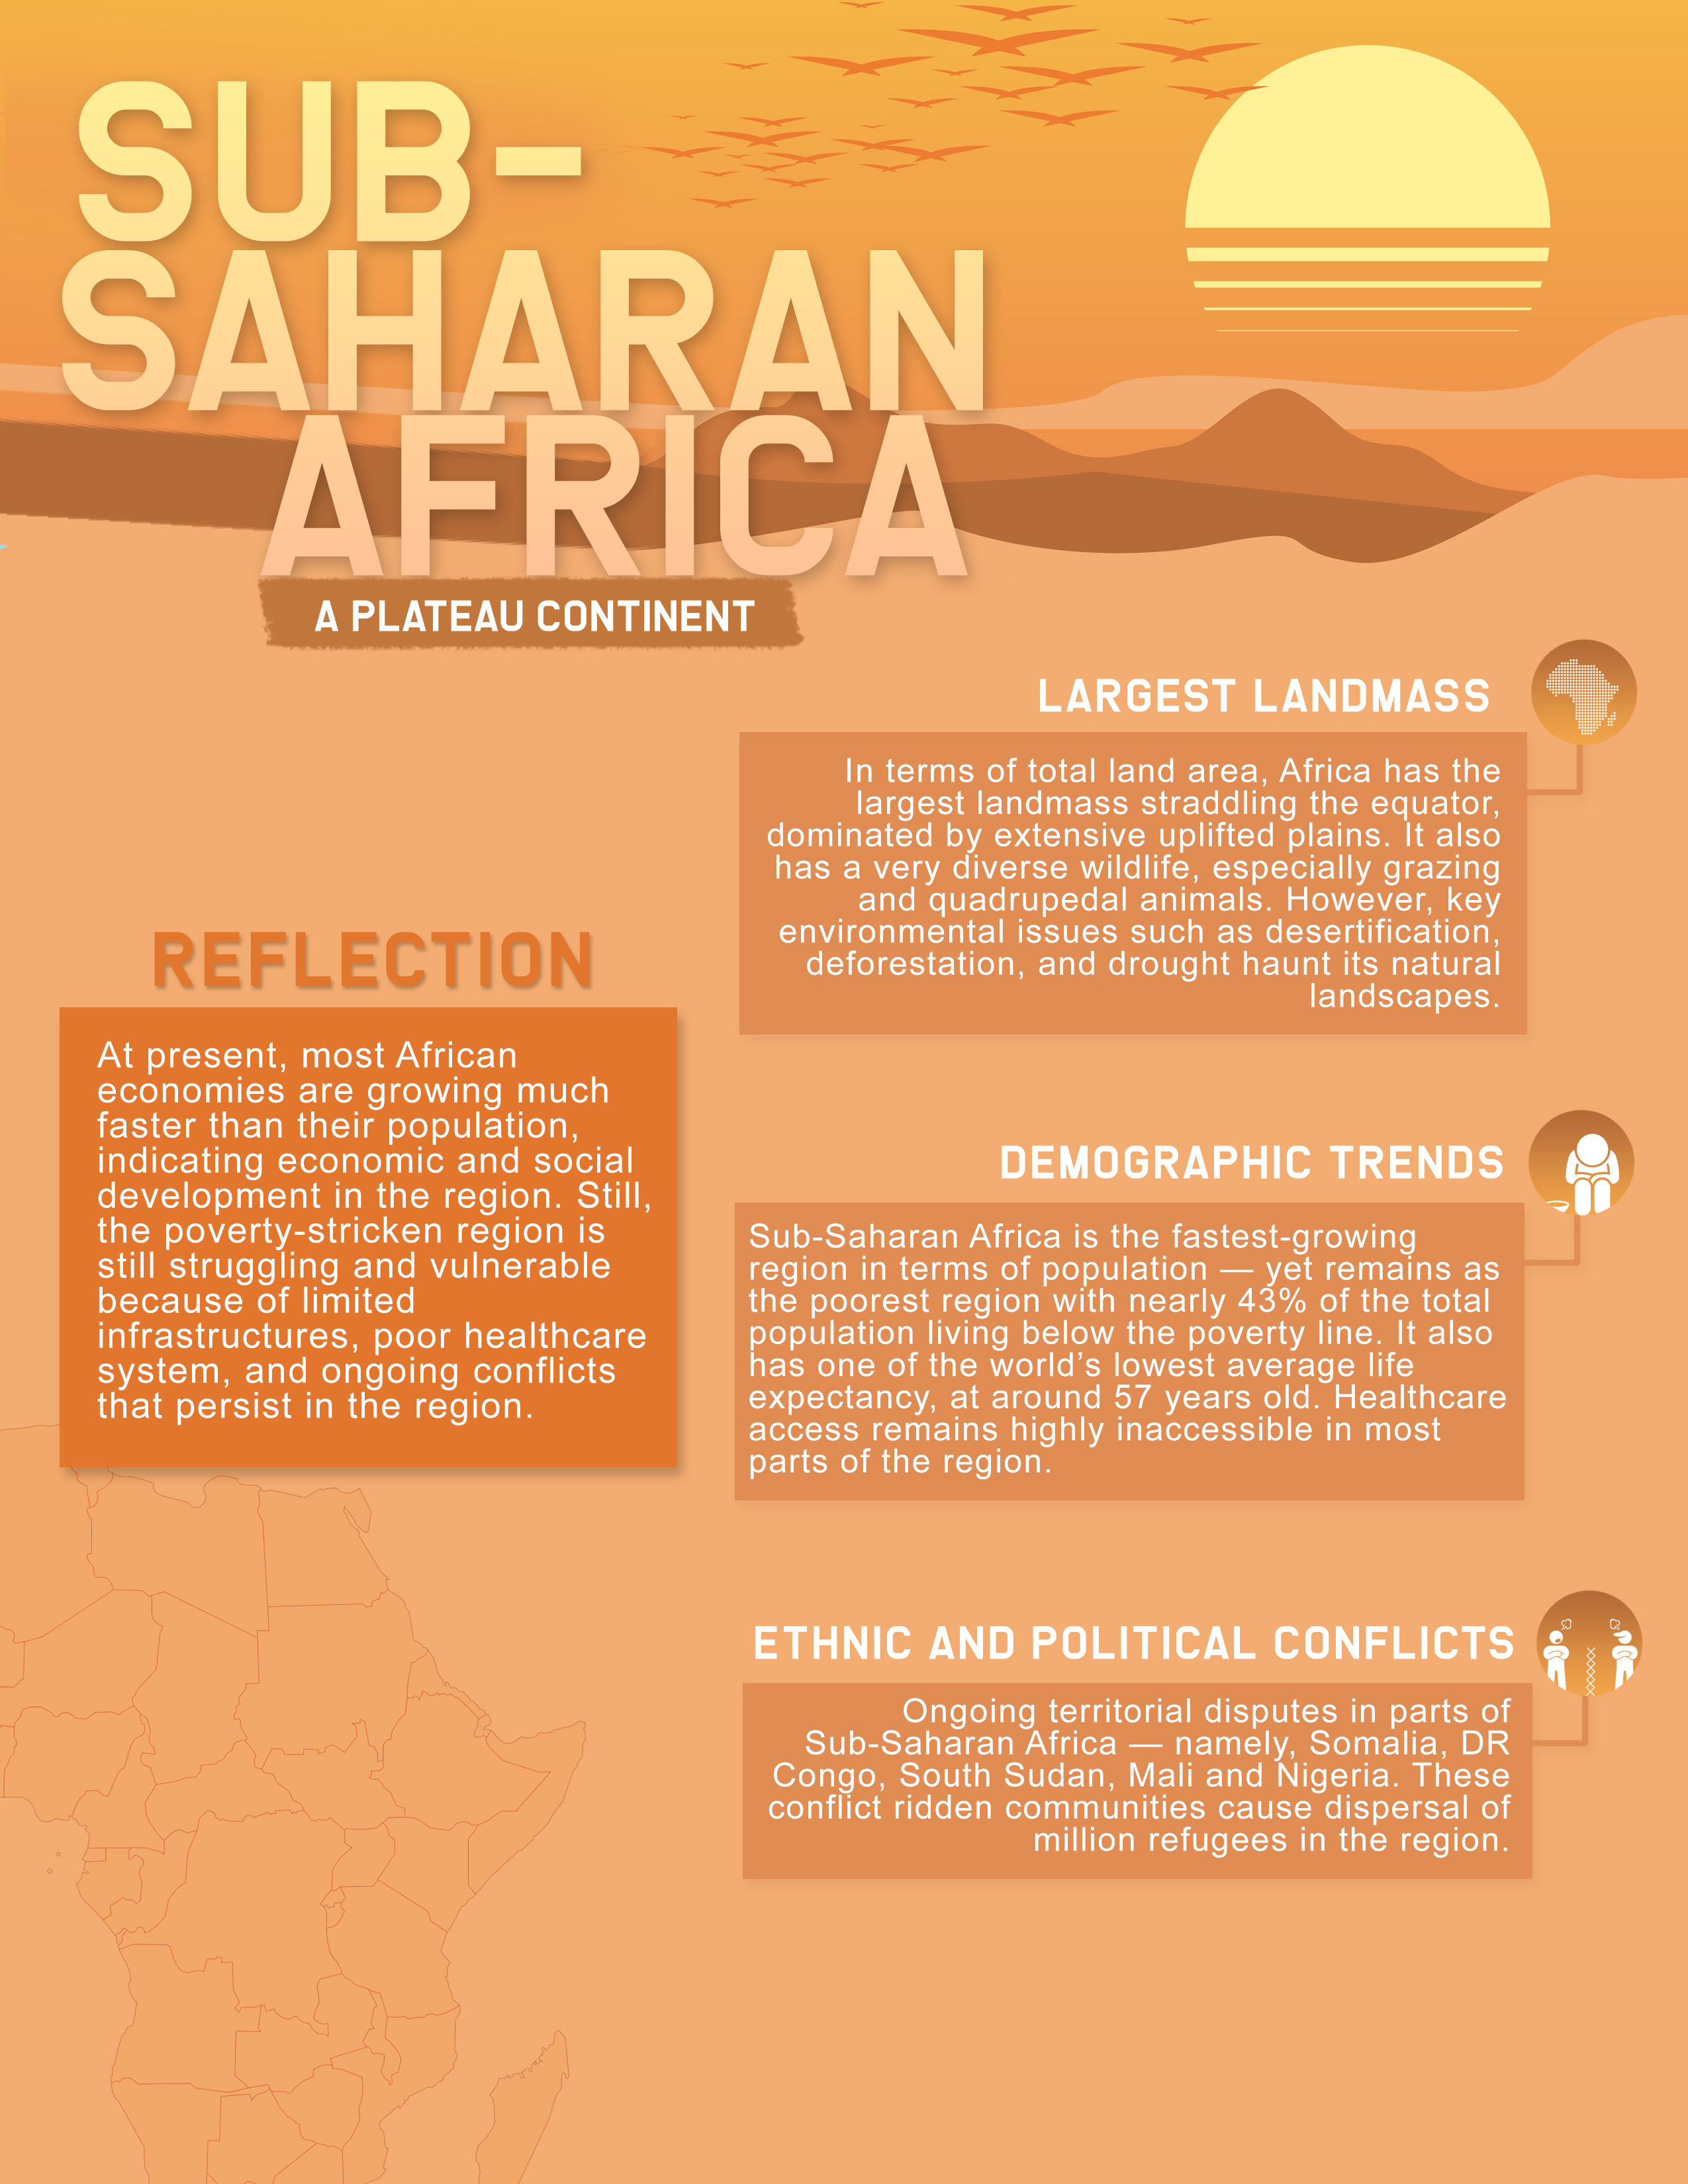 SUB-
SAHARAN
AFRICA
A PLATEAU CONTINENT
LARGEST LANDMASS
In terms of total land area, Africa has the
largest landmass straddling the equator,
dominated by extensive uplifted plains. It also
has a very diverse wildlife, especially grazing
and quadrupedal animals. However, key
environmental issues such as desertification,
deforestation, and drought haunt its natural
landscapes.
REFLECTION
At present, most African
economies are growing much
faster than their population,
indicating economic and social
development in the region. Still,
the poverty-stricken region is
still struggling and vulnerable
because of limited
infrastructures, poor healthcare
system, and ongoing conflicts
that persist in the region.
DEMOGRAPHIC TRENDS
Sub-Saharan Africa is the fastest-growing
region in terms of population — yet remains as
the poorest region with nearly 43% of the total
population living below the poverty line. It also
has one of the world’s lowest average life
expectancy, at around 57 years old. Healthcare
access remains highly inaccessible in most
parts of the region.
ETHNIC AND POLITICAL CONFLICTS
Ongoing territorial disputes in parts of
Sub-Saharan Africa — namely, Somalia, DR
Congo, South Sudan, Mali and Nigeria. These
conflict ridden communities cause dispersal of
million refugees in the region.